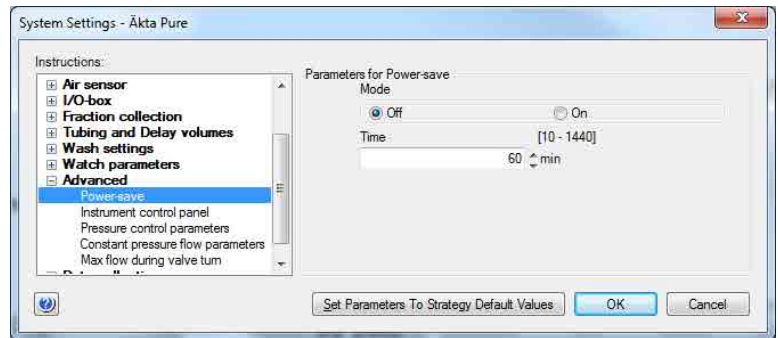 System Settings - Äkta Pure
Instructions:
Air sensor
I/O-box
Fraction collection
Tubing and Delay volumes
Wash settings
Watch parameters
Advanced
Power-save
Instrument control panel
Pressure control parameters
Constant pressure flow parameters
Max flow during valve turn
Parameters for Power-save
Mode
Off On
Time [10 - 1440]
60 min
Set Parameters To Strategy Default Values OK Cancel